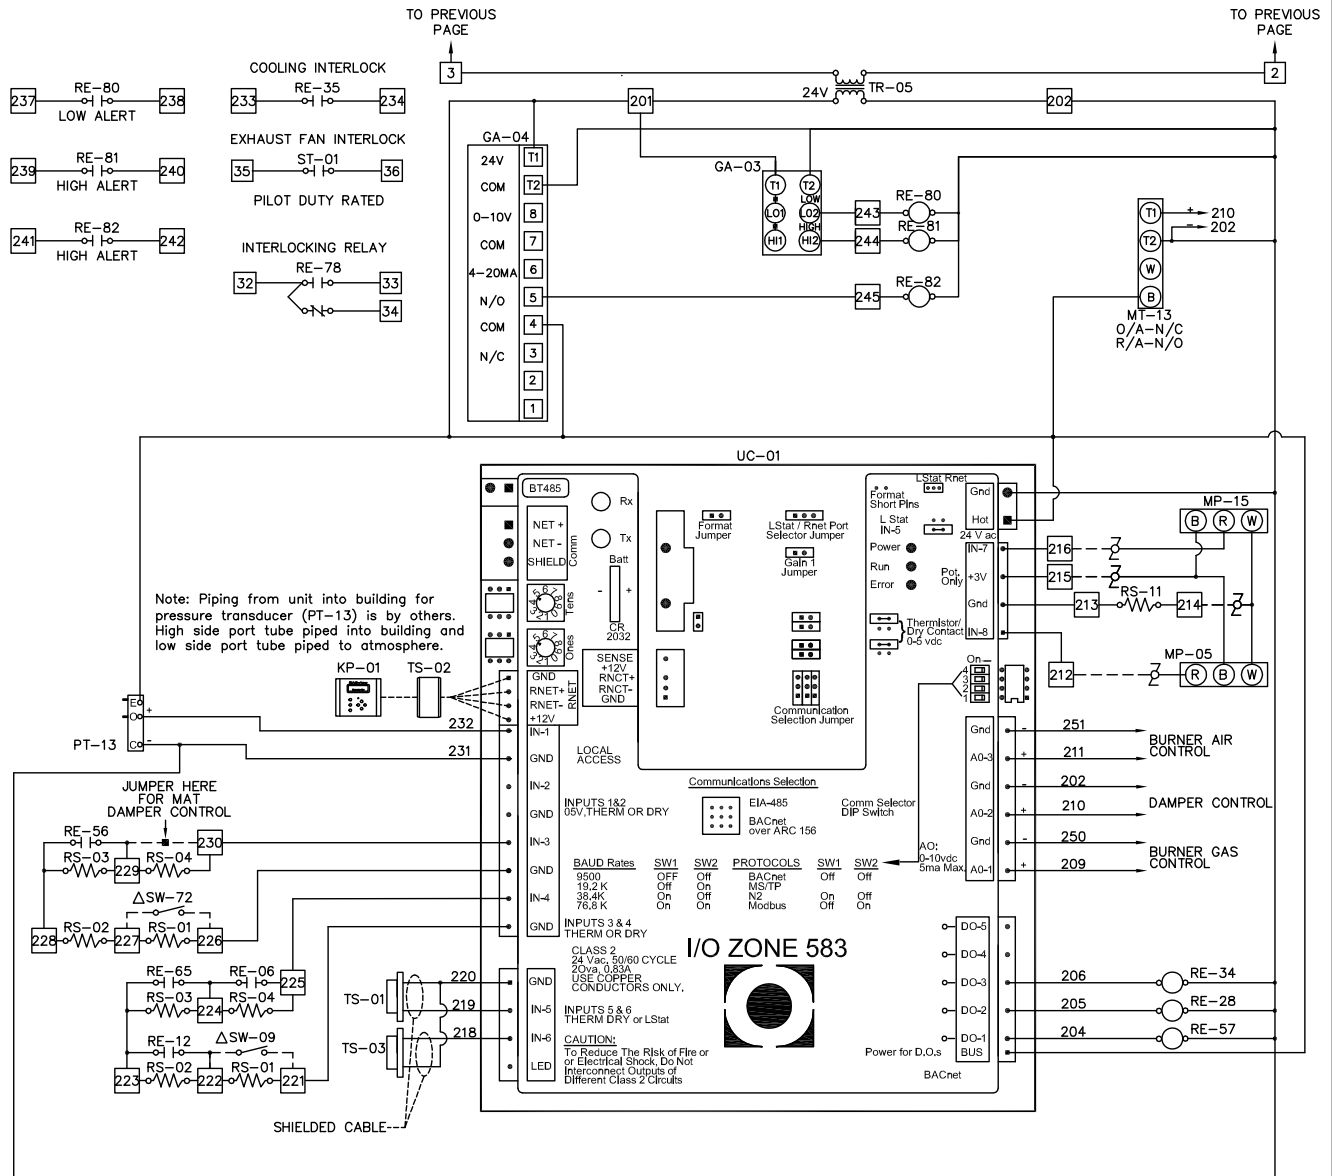 TO PREVIOUS
PAGE
TO PREVIOUS
PAGE
3
2
TR-05
24V
201
202
COOLING INTERLOCK
237
RE-80
238
LOW ALERT
233
RE-35
234
239
RE-81
240
HIGH ALERT
EXHAUST FAN INTERLOCK
35
ST-01
36
PILOT DUTY RATED
241
RE-82
242
HIGH ALERT
INTERLOCKING RELAY
RE-78
32
33
34
GA-04
24V T1
COM T2
0-10V 8
COM 7
4-20MA 6
N/O 5
COM 4
N/C 3
2
1
GA-03
T1 T2
LOW
LO1 LO2
HIGH
HI1 HI2
243
RE-80
244
RE-81
245
RE-82
T1
T2
W
B
+ 210
- 202
MT-13
O/A-N/C
R/A-N/O
UC-01
BT485
NET +
NET -
SHIELD
Comm
Rx
Tx
Batt
- +
CR
2032
Tens
Ones
SENSE
+12V
RNCT+
RNCT-
GND
GND
RNET+
RNET-
+12V
RNET
Format
Jumper
LStat / Rnet Port
Selector Jumper
Gain 1
Jumper
Communication
Selection Jumper
LStat Rnet
Format
Short Pins
L Stat
IN-5
Power
Run
Error
Gnd
Hot
24 V ac
IN-7
+3V
Pot.
Only
Gnd
IN-8
Thermistor/
Dry Contact
0-5 vdc
On
4
3
2
1
MP-15
B R W
216
215
213
RS-11
214
212
MP-05
R B W
Note: Piping from unit into building for
pressure transducer (PT-13) is by others.
High side port tube piped into building and
low side port tube piped to atmosphere.
KP-01
TS-02
E
O
C
+
-
PT-13
232
231
IN-1
GND
IN-2
GND
IN-3
GND
IN-4
GND
LOCAL
ACCESS
INPUTS 1&2
05V,THERM OR DRY
INPUTS 3 & 4
THERM OR DRY
CLASS 2
24 Vac, 50/60 CYCLE
2Ova, 0.83A
USE COPPER
CONDUCTORS ONLY.
Communications Selection
EIA-485
BACnet
over ARC 156
Comm Selector
DIP Switch
BAUD Rates SW1 SW2 PROTOCOLS SW1 SW2
9500 OFF Off BACnet Off Off
19,2 K Off On MS/TP
38,4K On Off N2 On Off
76,8 K On On Modbus Off On
AO:
0-10vdc
5ma Max.
Gnd - 251
A0-3 + 211
BURNER AIR
CONTROL
Gnd - 202
A0-2 + 210
DAMPER CONTROL
Gnd - 250
A0-1 + 209
BURNER GAS
CONTROL
JUMPER HERE
FOR MAT
DAMPER CONTROL
RE-56
230
RS-03
229
RS-04
△SW-72
228
RS-02
227
RS-01
226
RE-65
RE-06
225
RS-03
224
RS-04
RE-12
△SW-09
223
RS-02
222
RS-01
221
TS-01
TS-03
220
219
218
SHIELDED CABLE
GND
IN-5
IN-6
LED
INPUTS 5 & 6
THERM DRY or LStat
CAUTION:
To Reduce The Risk of Fire or
or Electrical Shock, Do Not
Interconnect Outputs of
Different Class 2 Circuits
I/O ZONE 583
DO-5
DO-4
DO-3
DO-2
DO-1
BUS
Power for D.O.s
BACnet
206
RE-34
205
RE-28
204
RE-57